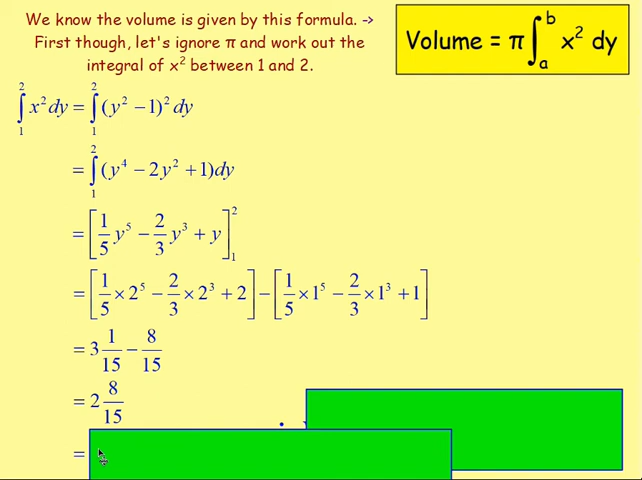 We know the volume is given by this formula. ->
First though, let's ignore π and work out the
integral of x² between 1 and 2.
Volume = π∫ₐᵇ x² dy
∫₁² x² dy = ∫₁² (y² − 1)² dy
= ∫₁² (y⁴ − 2y² + 1)dy
= [1/5 y⁵ − 2/3 y³ + y]₁²
= [1/5 × 2⁵ − 2/3 × 2³ + 2] − [1/5 × 1⁵ − 2/3 × 1³ + 1]
= 3 1/15 − 8/15
= 2 8/15
=